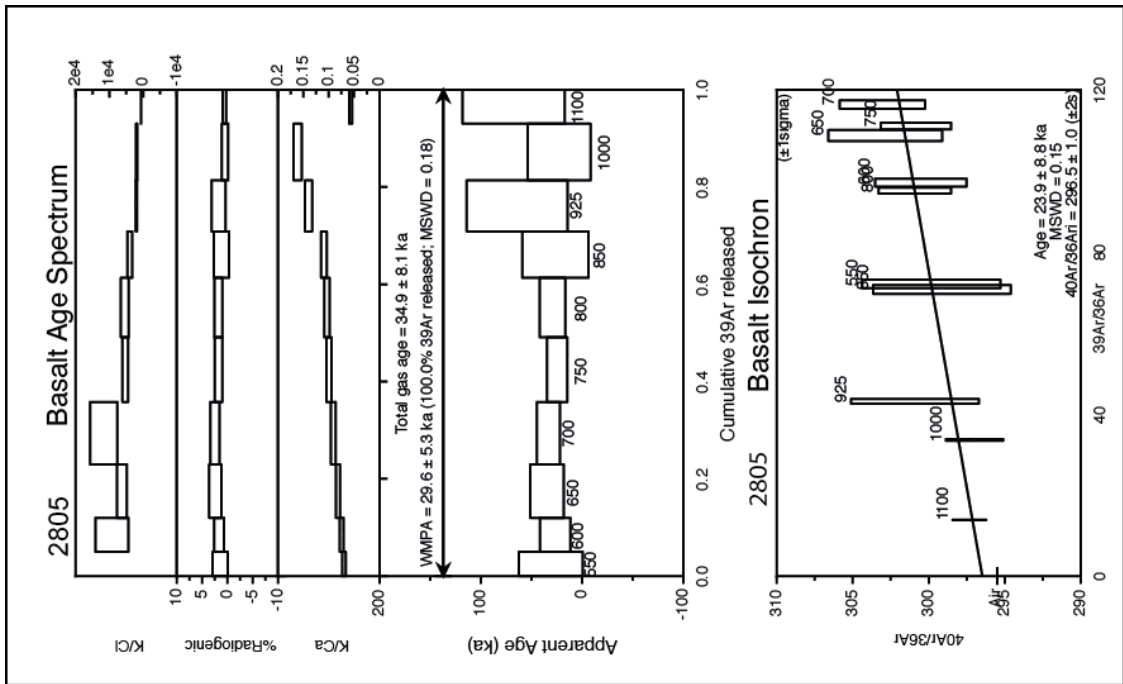 2805 Basalt Age Spectrum
K/Cl
2e4
1e4
0
-1e4
%Radiogenic
10
5
0
-5
-10
K/Ca
0.2
0.15
0.1
0.05
0
Total gas age = 34.9 ± 8.1 ka
WMPA = 29.6 ± 5.3 ka (100.0% 39Ar released; MSWD = 0.18)
Apparent Age (ka)
200
100
0
-100
550
600
650
700
750
800
850
925
1000
1100
0.0
0.2
0.4
0.6
0.8
1.0
Cumulative 39Ar released
2805 Basalt Isochron
(±1sigma)
40Ar/36Ar
310
305
300
295
Air
290
1100
1000
925
550
850
800
600
650
750
700
Age = 23.9 ± 8.8 ka
MSWD = 0.15
40Ar/36Ari = 296.5 ± 1.0 (±2s)
0
40
80
120
39Ar/36Ar